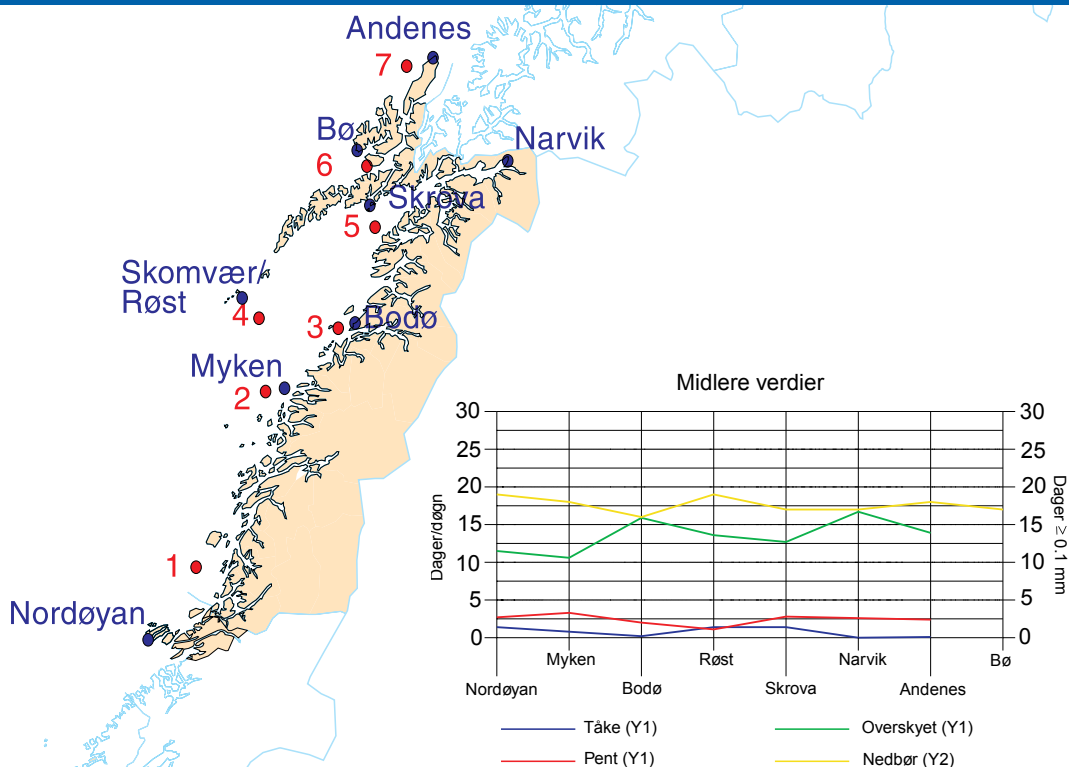 Andenes
7
Bø
6
Narvik
Skrova
5
Skomvær/
Røst
4
3
Bodø
Myken
2
1
Nordøyan
Midlere verdier
30
25
20
15
10
5
0
Dager/døgn
30
25
20
15
10
5
0
Dager ≥ 0.1 mm
Myken Røst Narvik Bø
Nordøyan Bodø Skrova Andenes
Tåke (Y1) Overskyet (Y1)
Pent (Y1) Nedbør (Y2)